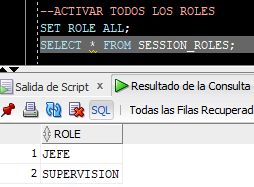 --ACTIVAR TODOS LOS ROLES
SET ROLE ALL;
SELECT * FROM SESSION_ROLES;
Salida de Script x Resultado de la Consulta
SQL | Todas las Filas Recuperad
ROLE
1 JEFE
2 SUPERVISION